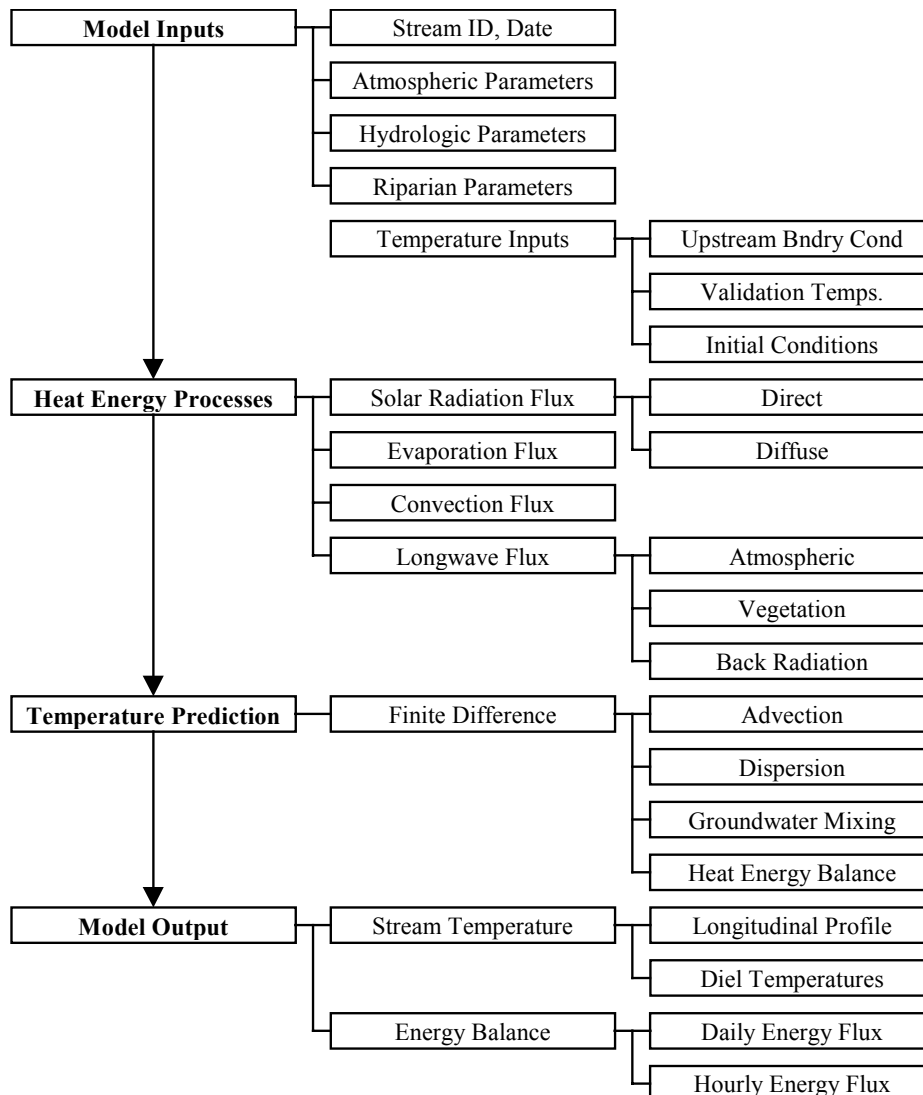 Model Inputs
Stream ID, Date
Atmospheric Parameters
Hydrologic Parameters
Riparian Parameters
Temperature Inputs
Upstream Bndry Cond
Validation Temps.
Initial Conditions
Heat Energy Processes
Solar Radiation Flux
Direct
Evaporation Flux
Diffuse
Convection Flux
Longwave Flux
Atmospheric
Vegetation
Back Radiation
Temperature Prediction
Finite Difference
Advection
Dispersion
Groundwater Mixing
Heat Energy Balance
Model Output
Stream Temperature
Longitudinal Profile
Diel Temperatures
Energy Balance
Daily Energy Flux
Hourly Energy Flux